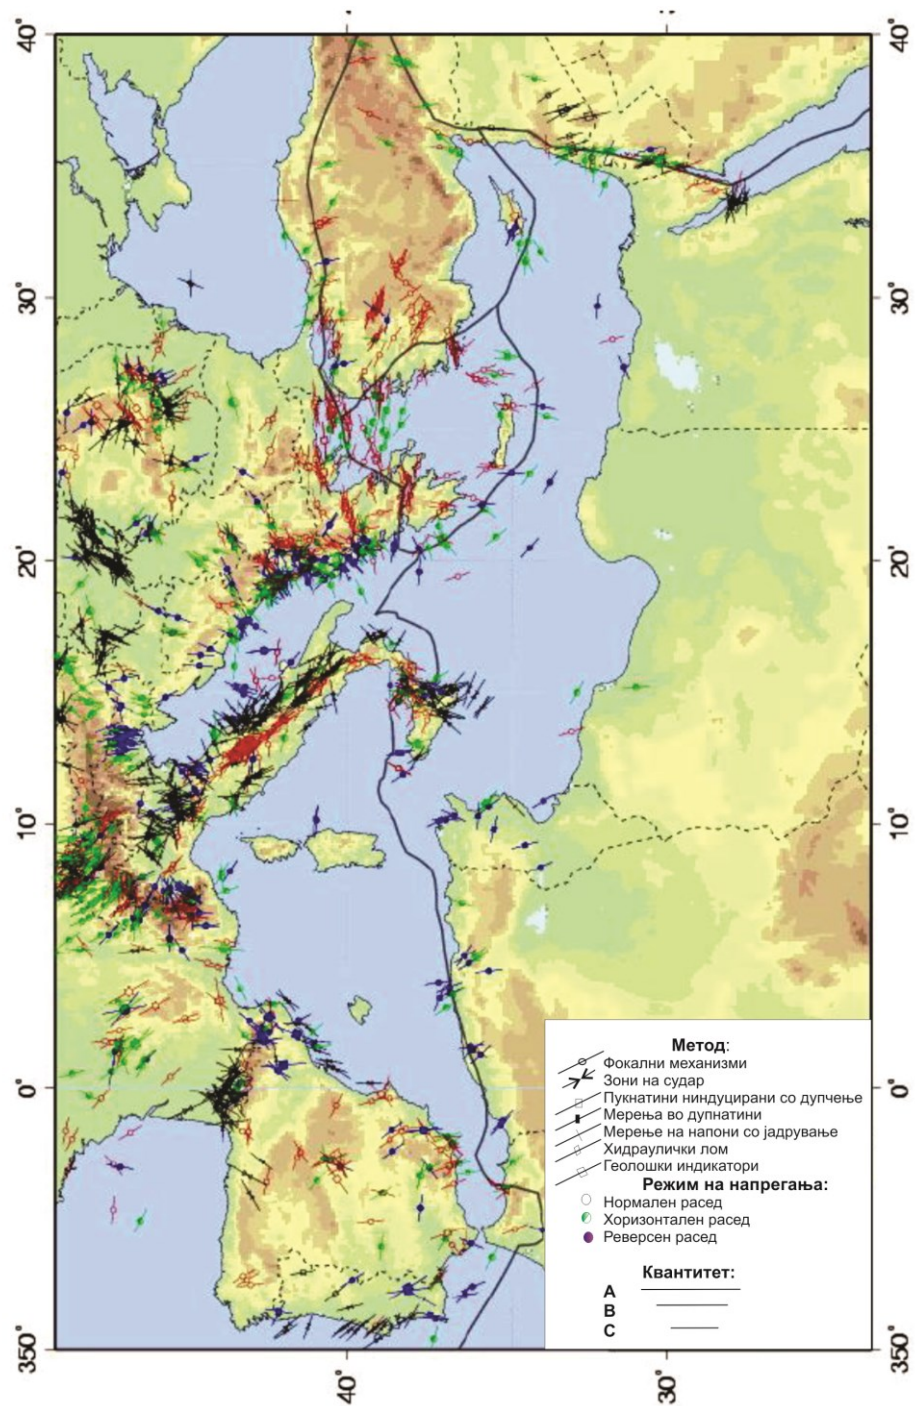 40°
30°
20°
10°
0°
350°
40°
30°
20°
10°
0°
350°
40°
30°
Метод:
Фокални механизми
Зони на судар
Пукнатини ниндуцирани со дупчење
Мерења во дупнатини
Мерење на напони со јадрување
Хидраулички лом
Геолошки индикатори
Режим на напрегања:
Нормален расед
Хоризонтален расед
Реверсен расед
Квантитет:
A
B
C